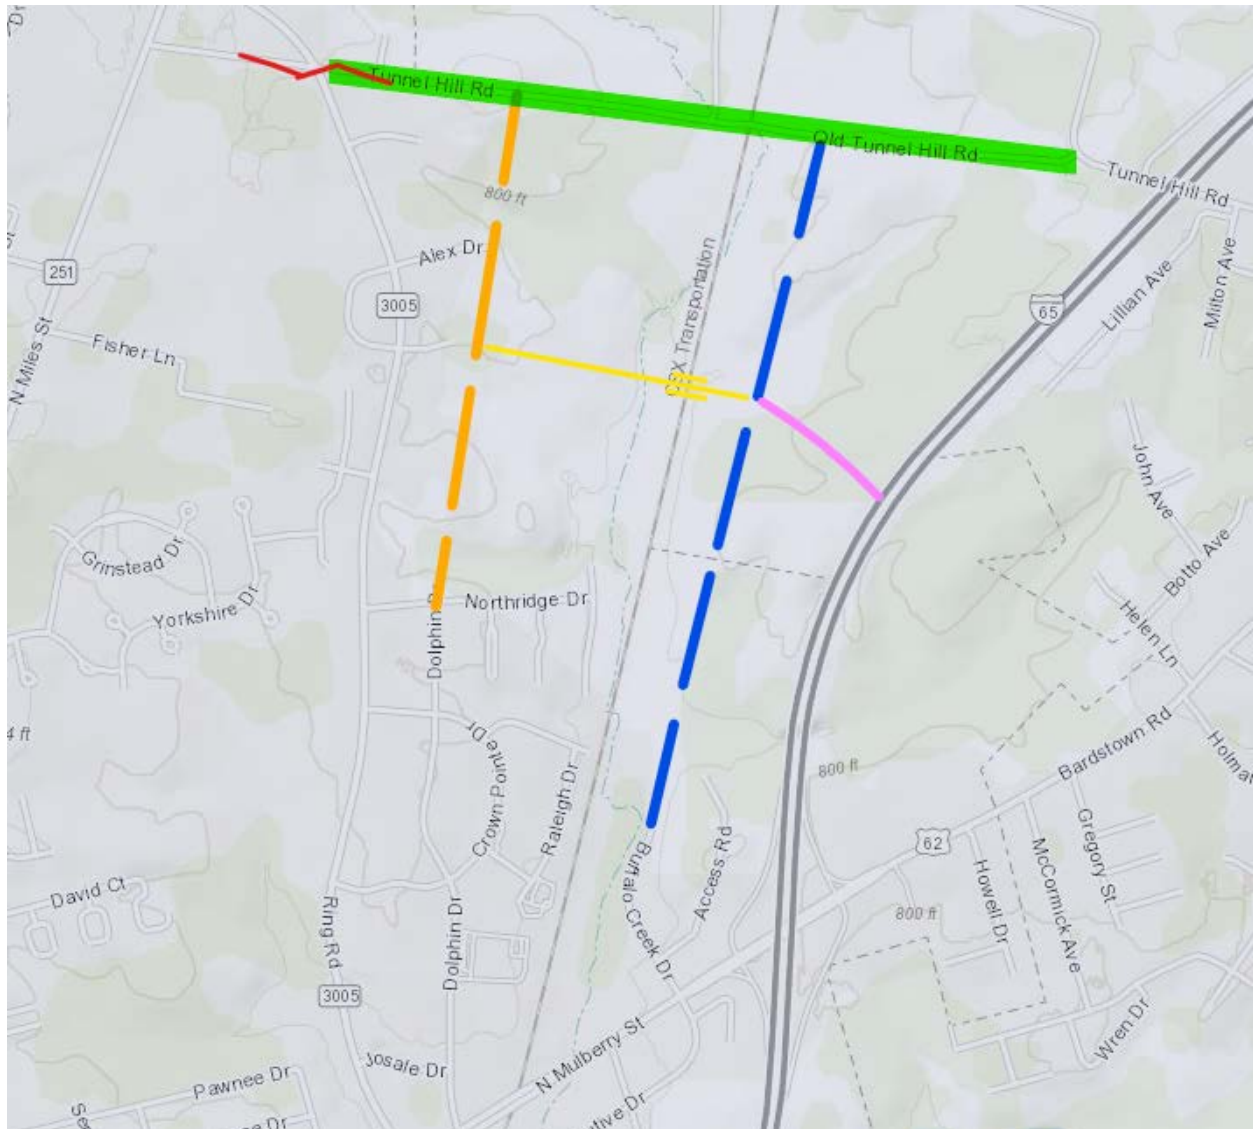 Tunnel Hill Rd
Old Tunnel Hill Rd
Tunnel Hill Rd
800 ft
Alex Dr
251
3005
CSX Transportation
65
Lillian Ave
Milton Ave
N Miles St
Fisher Ln
John Ave
Botto Ave
Grinstead Dr
Yorkshire Dr
Northridge Dr
Dolphin
Helen Ln
4 ft
Crown Pointe Dr
Raleigh Dr
800 ft
Bardstown Rd
62
Gregory St
McCormick Ave
Howell Dr
800 ft
David Ct
Ring Rd
Dolphin Dr
Buffalo Creek Dr
Access Rd
3005
N Mulberry St
Wren Dr
Josale Dr
Pawnee Dr